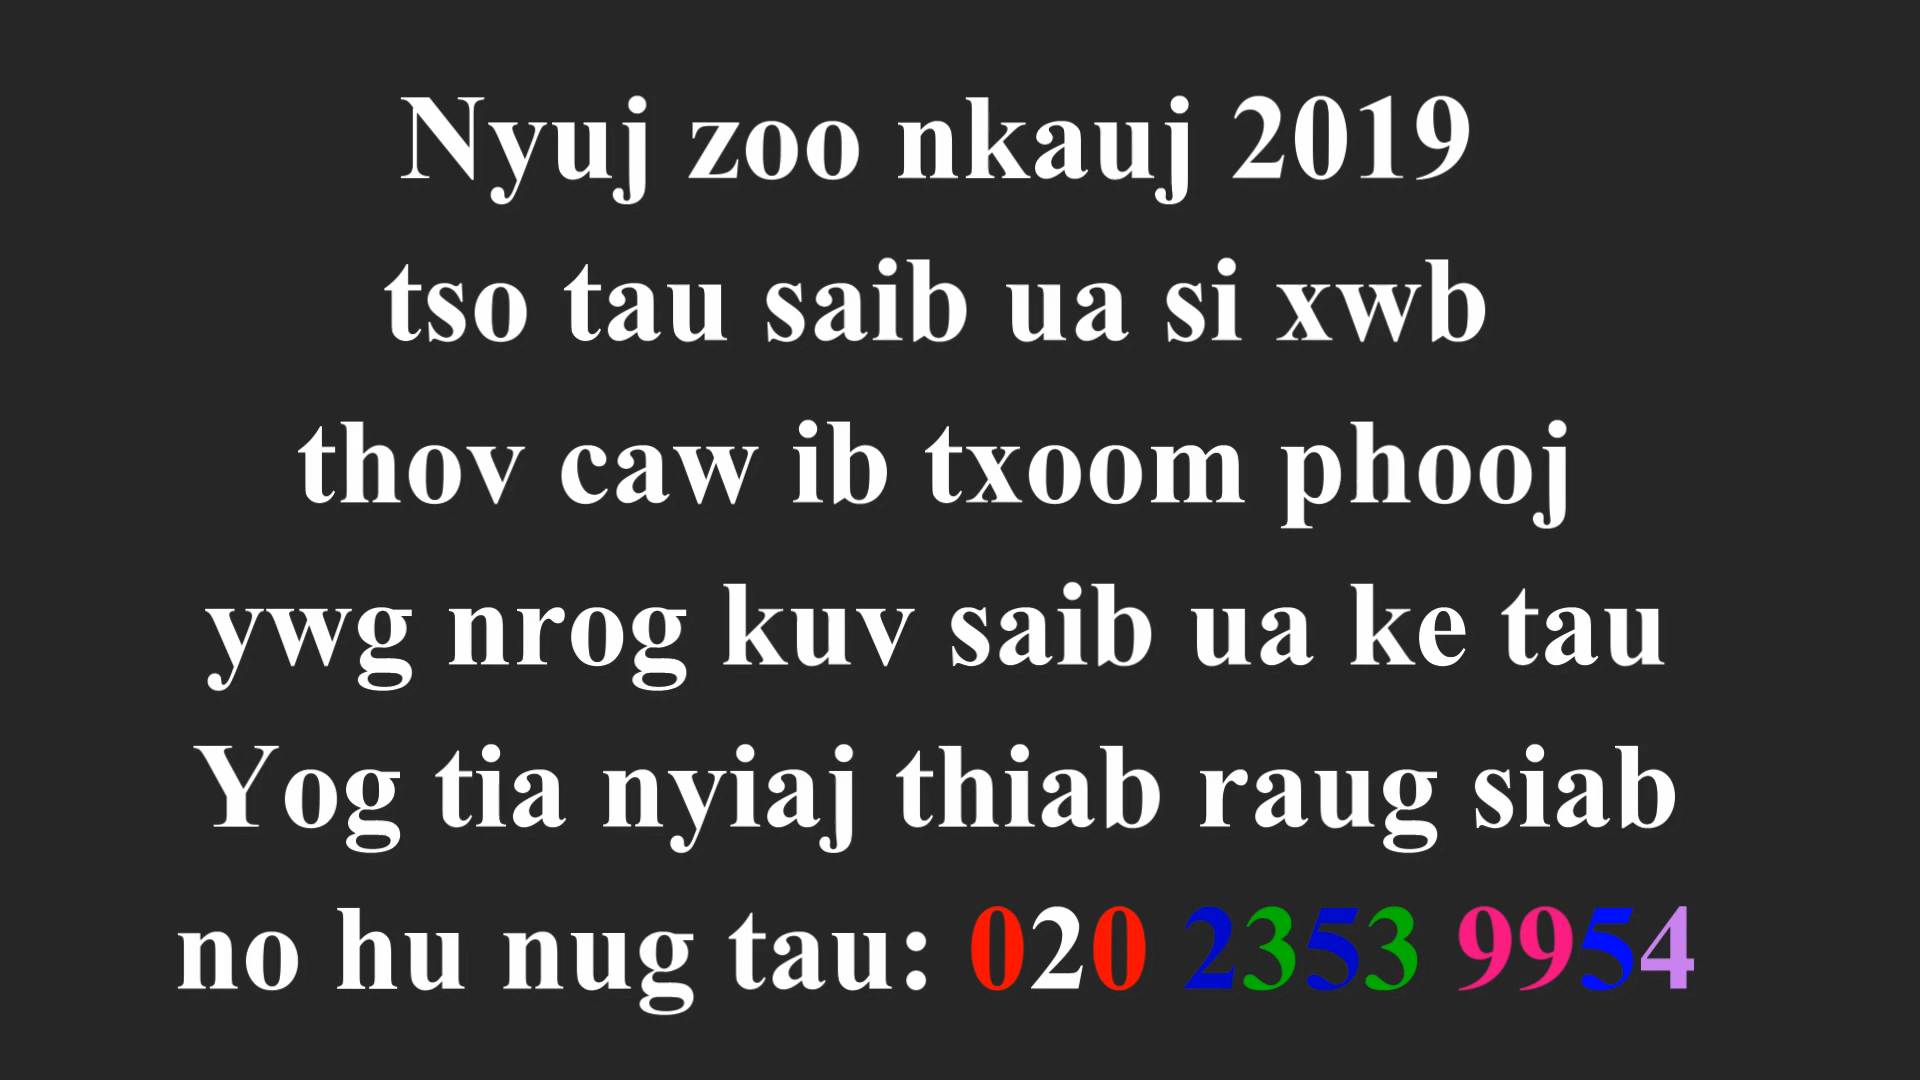 Nyuj zoo nkauj 2019
tso tau saib ua si xwb
thov caw ib txoom phooj
ywg nrog kuv saib ua ke tau
Yog tia nyiaj thiab raug siab
no hu nug tau: 020 2353 9954